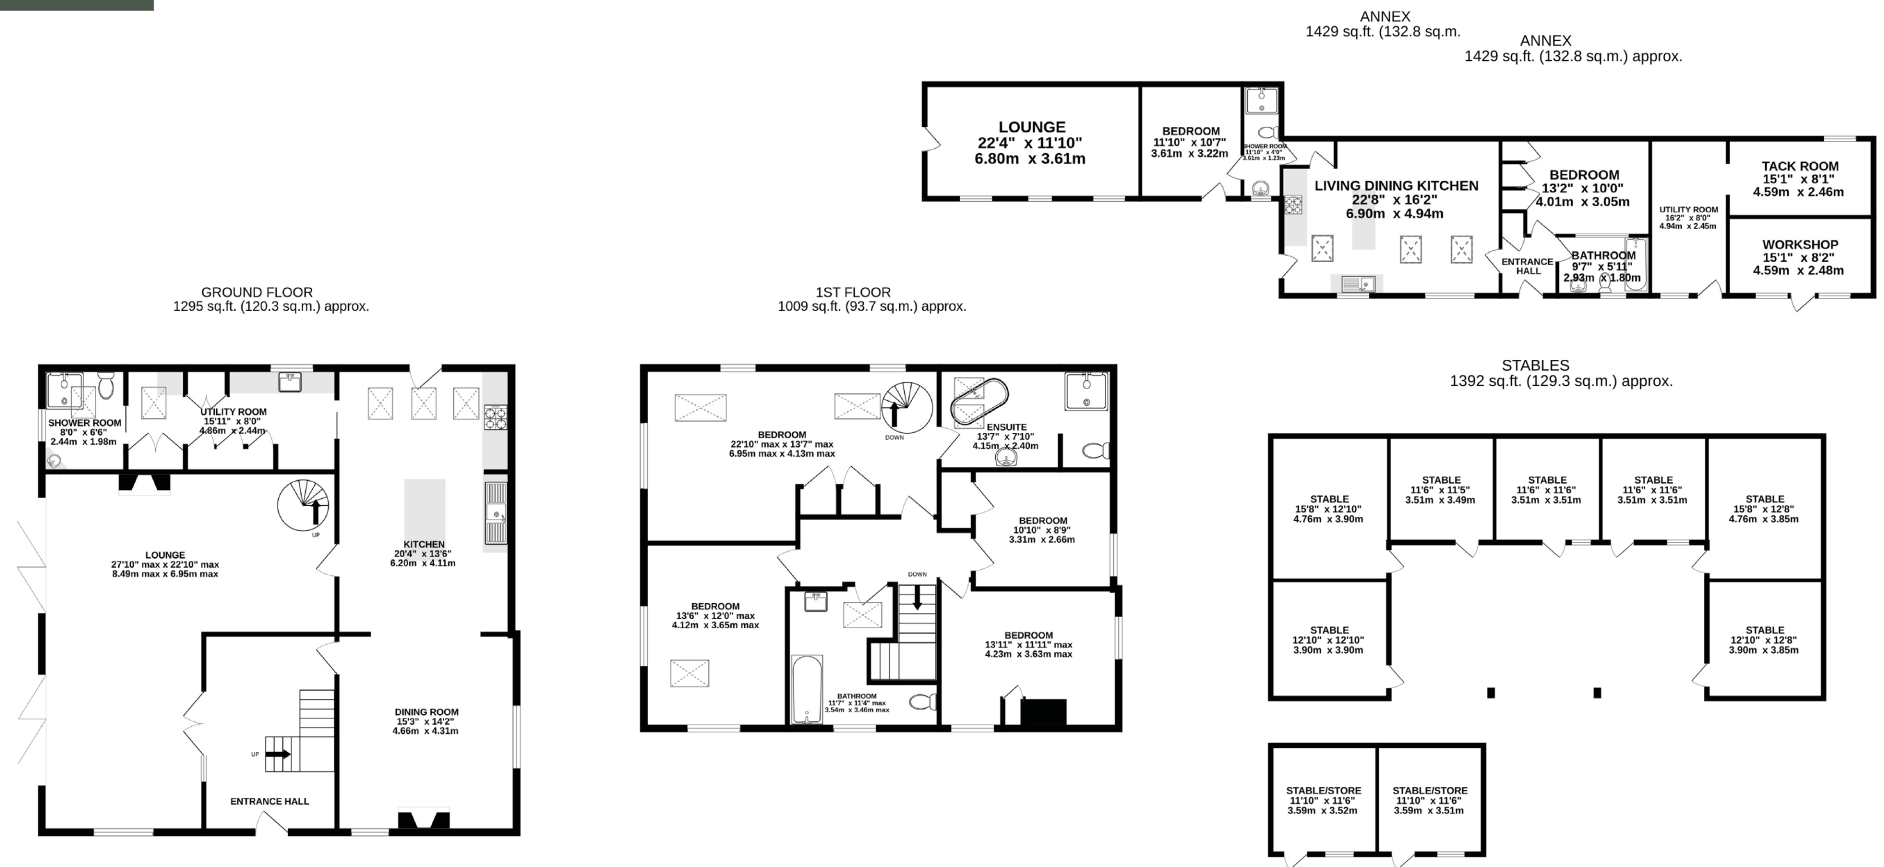 ANNEX
1429 sq.ft. (132.8 sq.m.
ANNEX
1429 sq.ft. (132.8 sq.m.) approx.
LOUNGE
22'4" x 11'10"
6.80m x 3.61m
BEDROOM
11'10" x 10'7"
3.61m x 3.22m
SHOWER ROOM
11'10" x 4'0"
3.61m x 1.23m
LIVING DINING KITCHEN
22'8" x 16'2"
6.90m x 4.94m
BEDROOM
13'2" x 10'0"
4.01m x 3.05m
ENTRANCE
HALL
BATHROOM
9'7" x 5'11"
2.93m x 1.80m
UTILITY ROOM
16'2" x 8'0"
4.94m x 2.45m
TACK ROOM
15'1" x 8'1"
4.59m x 2.46m
WORKSHOP
15'1" x 8'2"
4.59m x 2.48m
GROUND FLOOR
1295 sq.ft. (120.3 sq.m.) approx.
SHOWER ROOM
8'0" x 6'6"
2.44m x 1.98m
UTILITY ROOM
15'11" x 8'0"
4.86m x 2.44m
UP
LOUNGE
27'10" max x 22'10" max
8.49m max x 6.95m max
KITCHEN
20'4" x 13'6"
6.20m x 4.11m
DINING ROOM
15'3" x 14'2"
4.66m x 4.31m
UP
ENTRANCE HALL
1ST FLOOR
1009 sq.ft. (93.7 sq.m.) approx.
BEDROOM
22'10" max x 13'7" max
6.95m max x 4.13m max
DOWN
ENSUITE
13'7" x 7'10"
4.15m x 2.40m
BEDROOM
10'10" x 8'9"
3.31m x 2.66m
DOWN
BEDROOM
13'6" x 12'0" max
4.12m x 3.65m max
BEDROOM
13'11" x 11'11" max
4.23m x 3.63m max
BATHROOM
11'7" x 11'4" max
3.54m x 3.46m max
STABLES
1392 sq.ft. (129.3 sq.m.) approx.
STABLE
15'8" x 12'10"
4.76m x 3.90m
STABLE
11'6" x 11'5"
3.51m x 3.49m
STABLE
11'6" x 11'6"
3.51m x 3.51m
STABLE
11'6" x 11'6"
3.51m x 3.51m
STABLE
15'8" x 12'8"
4.76m x 3.85m
STABLE
12'10" x 12'10"
3.90m x 3.90m
STABLE
12'10" x 12'8"
3.90m x 3.85m
STABLE/STORE
11'10" x 11'6"
3.59m x 3.52m
STABLE/STORE
11'10" x 11'6"
3.59m x 3.51m